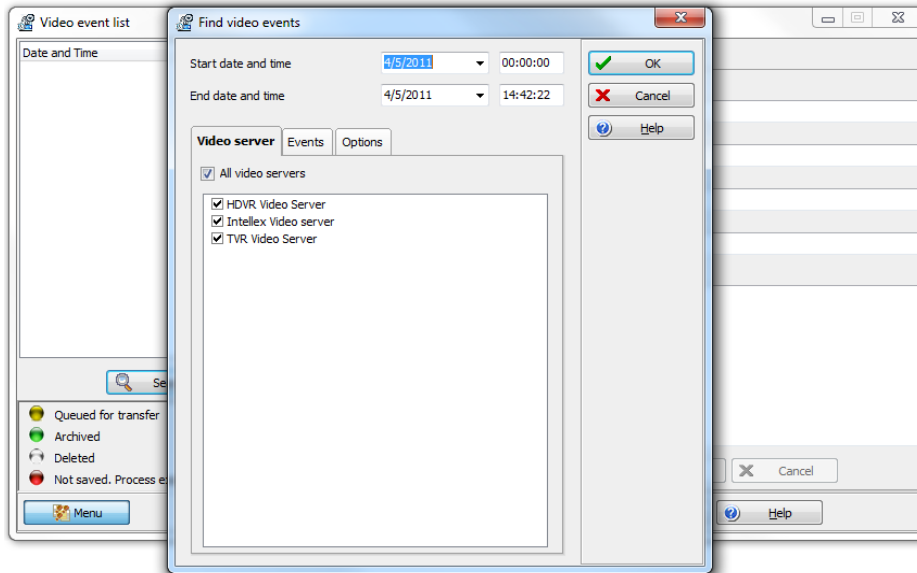 Video event list
Date and Time
Queued for transfer
Archived
Deleted
Not saved. Process
Menu
Find video events
Start date and time 4/5/2011 00:00:00
End date and time 4/5/2011 14:42:22
OK
Cancel
Help
Video server Events Options
All video servers
HDVR Video Server
Intellex Video server
TVR Video Server
Cancel
Help